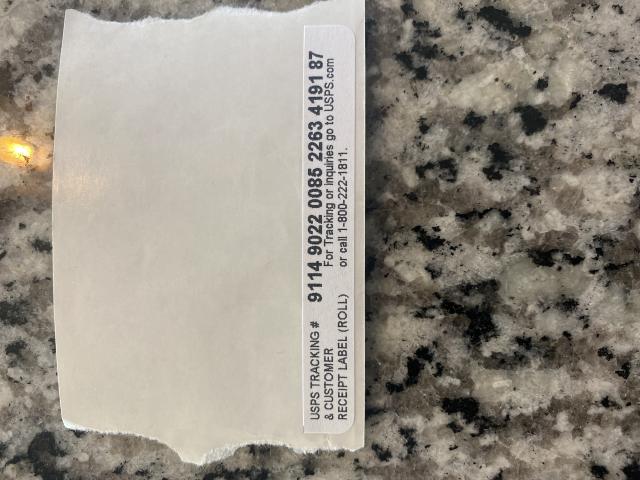 USPS TRACKING #
& CUSTOMER
RECEIPT LABEL (ROLL)
9114 9022 0085 2263 4191 87
For Tracking or inquiries go to USPS.com
or call 1-800-222-1811.